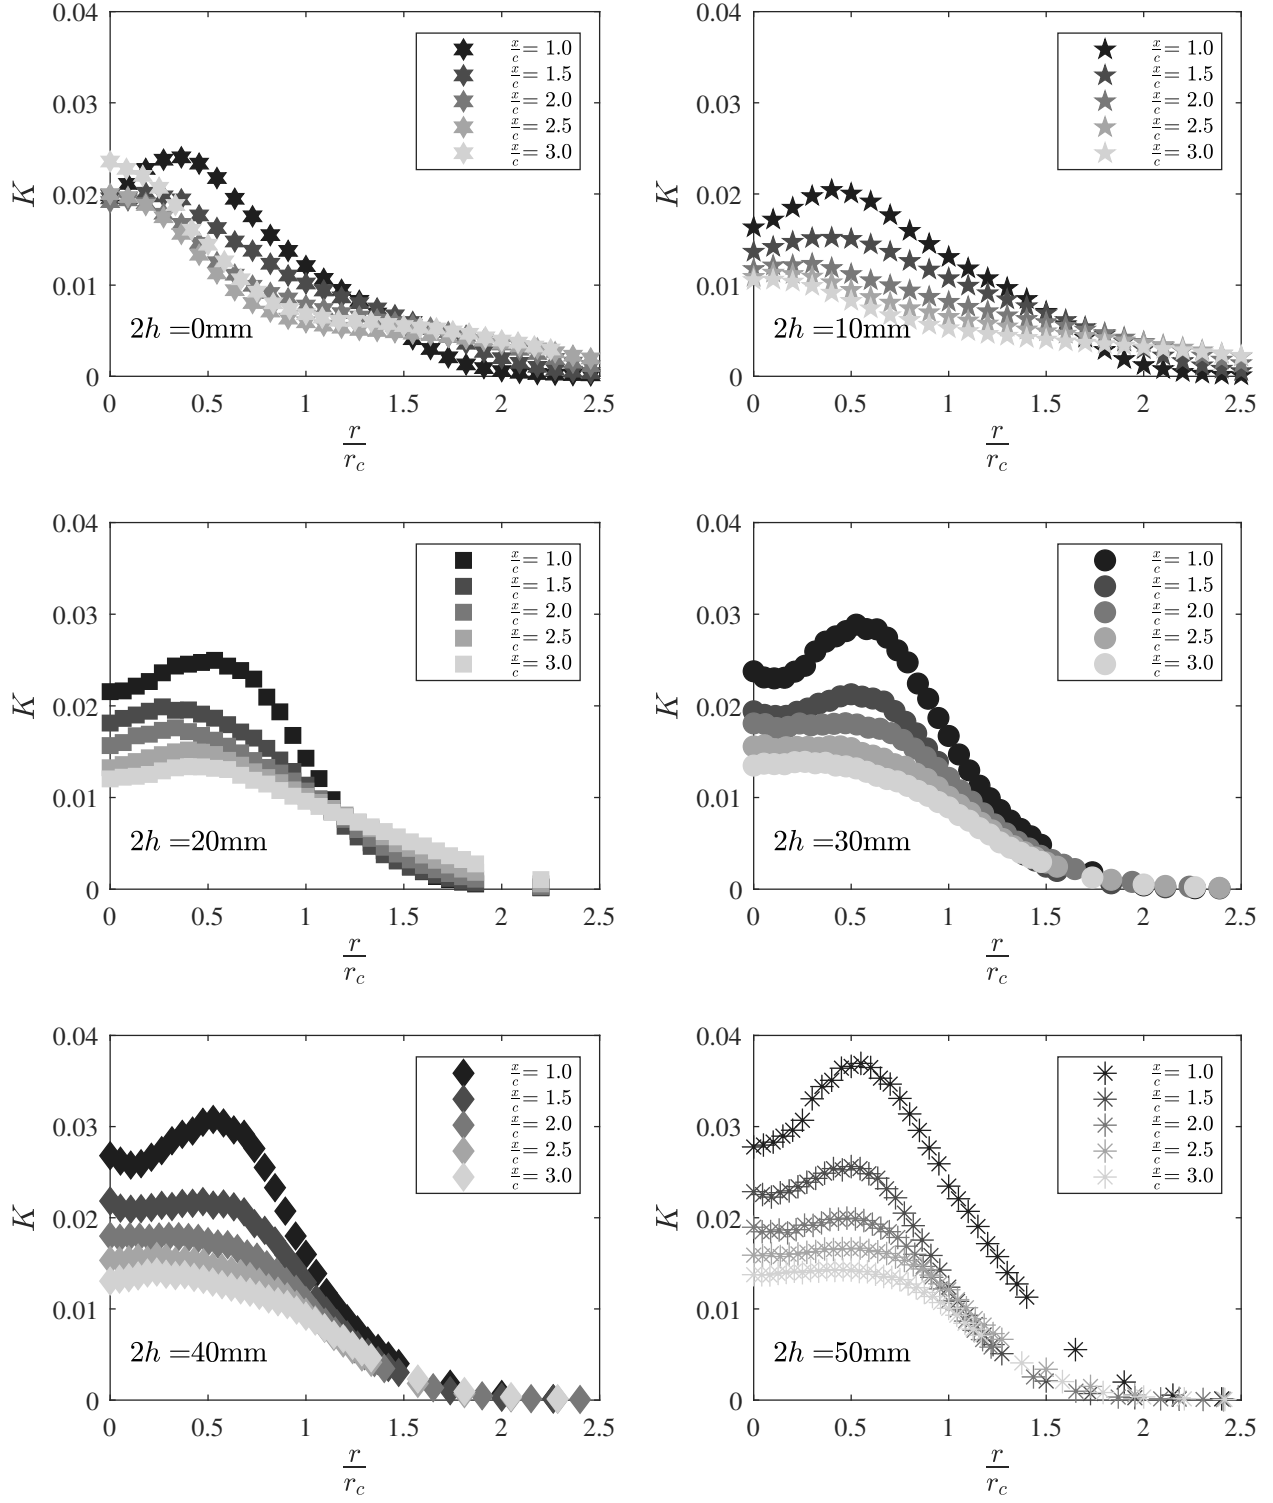 0.04
0.03
0.02
0.01
0
K
x/c = 1.0
x/c = 1.5
x/c = 2.0
x/c = 2.5
x/c = 3.0
2h =0mm
0 0.5 1 1.5 2 2.5
r/r_c
0.04
0.03
0.02
0.01
0
K
x/c = 1.0
x/c = 1.5
x/c = 2.0
x/c = 2.5
x/c = 3.0
2h =10mm
0 0.5 1 1.5 2 2.5
r/r_c
0.04
0.03
0.02
0.01
0
K
x/c = 1.0
x/c = 1.5
x/c = 2.0
x/c = 2.5
x/c = 3.0
2h =20mm
0 0.5 1 1.5 2 2.5
r/r_c
0.04
0.03
0.02
0.01
0
K
x/c = 1.0
x/c = 1.5
x/c = 2.0
x/c = 2.5
x/c = 3.0
2h =30mm
0 0.5 1 1.5 2 2.5
r/r_c
0.04
0.03
0.02
0.01
0
K
x/c = 1.0
x/c = 1.5
x/c = 2.0
x/c = 2.5
x/c = 3.0
2h =40mm
0 0.5 1 1.5 2 2.5
r/r_c
0.04
0.03
0.02
0.01
0
K
x/c = 1.0
x/c = 1.5
x/c = 2.0
x/c = 2.5
x/c = 3.0
2h =50mm
0 0.5 1 1.5 2 2.5
r/r_c